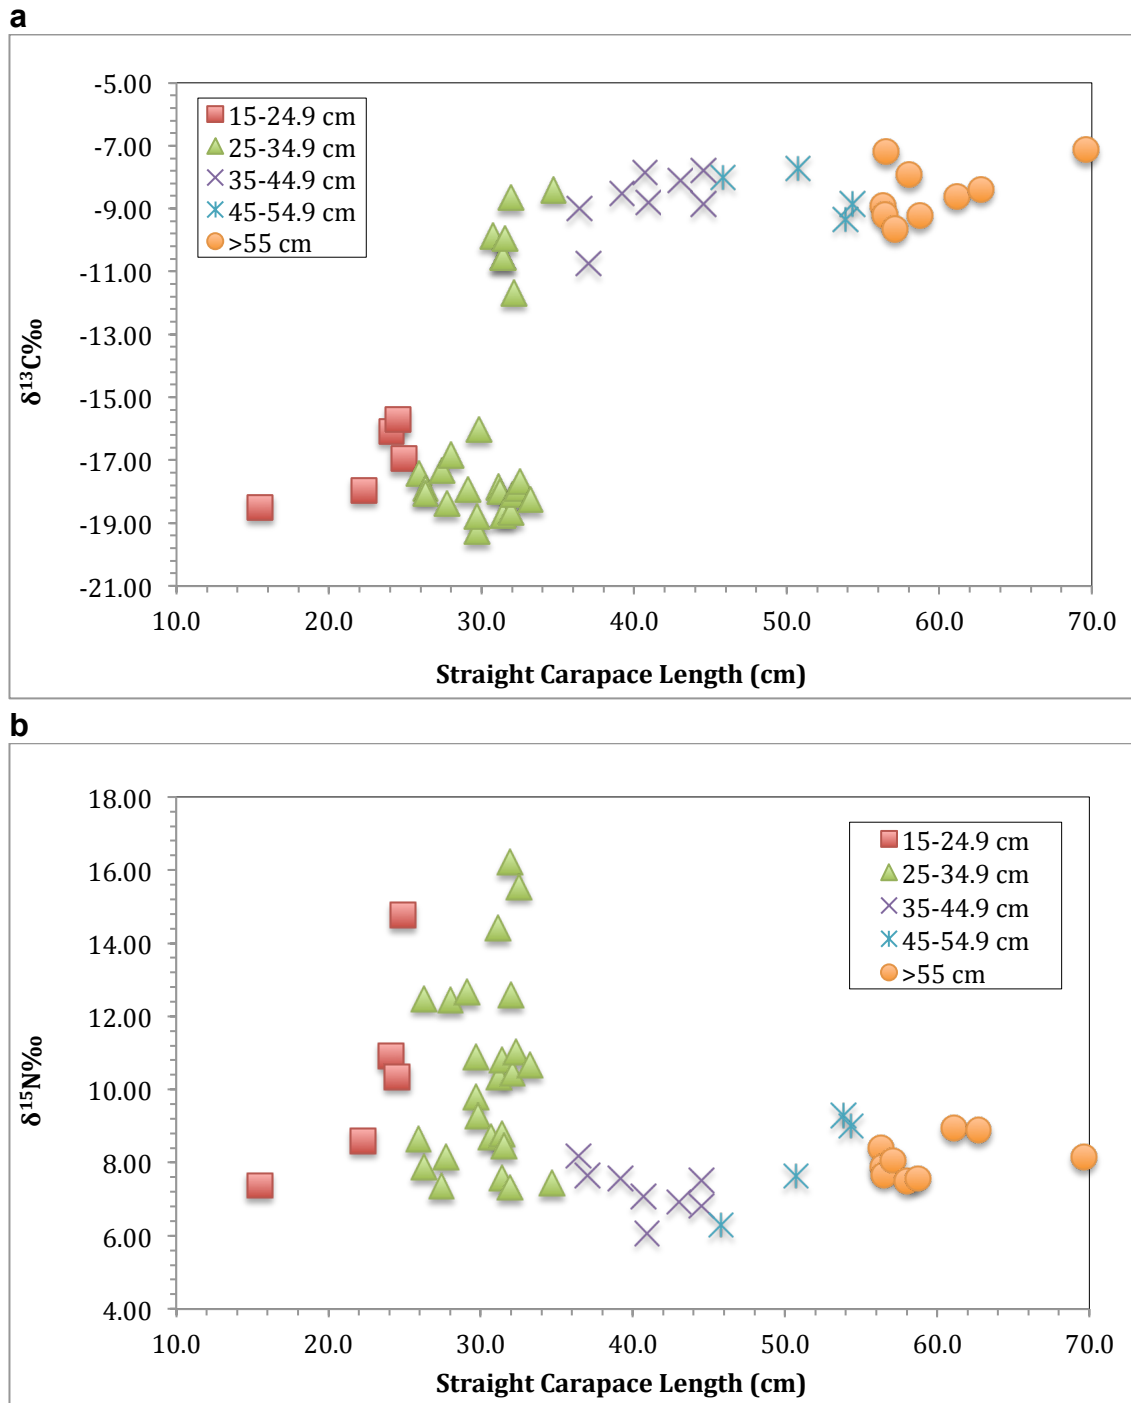 a
-5.00
-7.00
-9.00
-11.00
-13.00
-15.00
-17.00
-19.00
-21.00
δ¹³C‰
15-24.9 cm
25-34.9 cm
35-44.9 cm
45-54.9 cm
>55 cm
10.0 20.0 30.0 40.0 50.0 60.0 70.0
Straight Carapace Length (cm)
b
18.00
16.00
14.00
12.00
10.00
8.00
6.00
4.00
δ¹⁵N‰
15-24.9 cm
25-34.9 cm
35-44.9 cm
45-54.9 cm
>55 cm
10.0 20.0 30.0 40.0 50.0 60.0 70.0
Straight Carapace Length (cm)